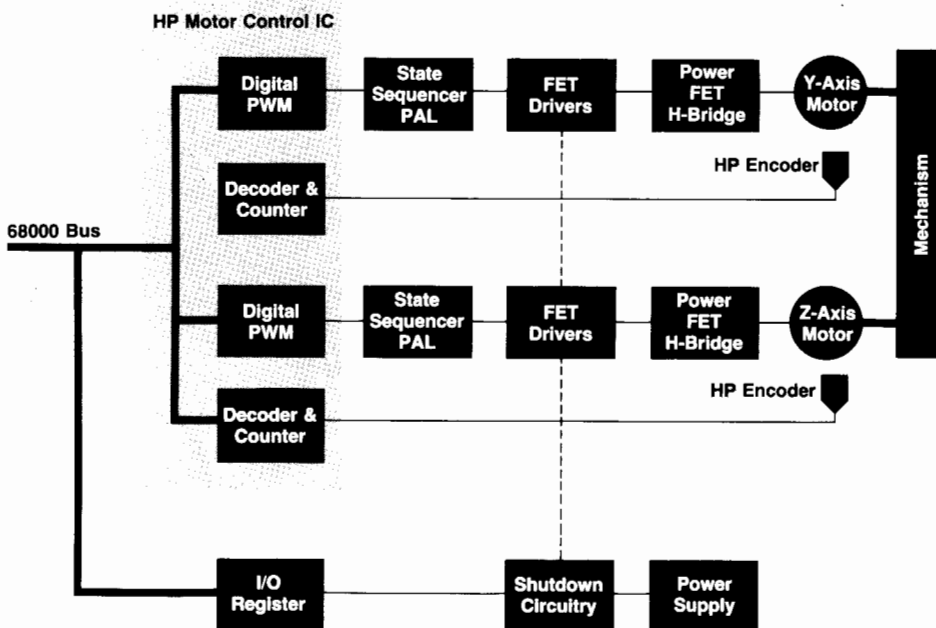 HP Motor Control IC
Digital
PWM
State
Sequencer
PAL
FET
Drivers
Power
FET
H-Bridge
Y-Axis
Motor
HP Encoder
Decoder &
Counter
Mechanism
68000 Bus
Digital
PWM
State
Sequencer
PAL
FET
Drivers
Power
FET
H-Bridge
Z-Axis
Motor
HP Encoder
Decoder &
Counter
I/O
Register
Shutdown
Circuitry
Power
Supply